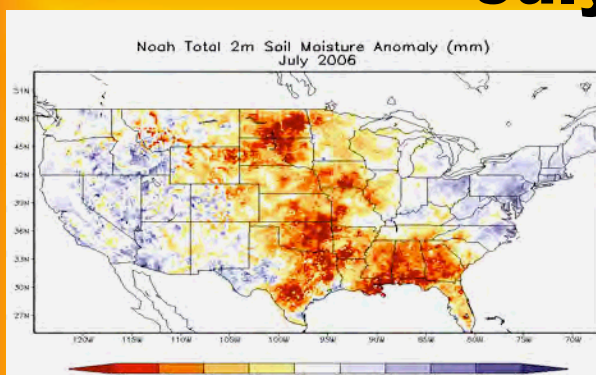 Noah Total 2m Soil Moisture Anomaly (mm)
July 2006
51N
48N
45N
42N
39N
36N
33N
30N
27N
120W 115W 110W 105W 100W 95W 90W 85W 80W 75W 70W